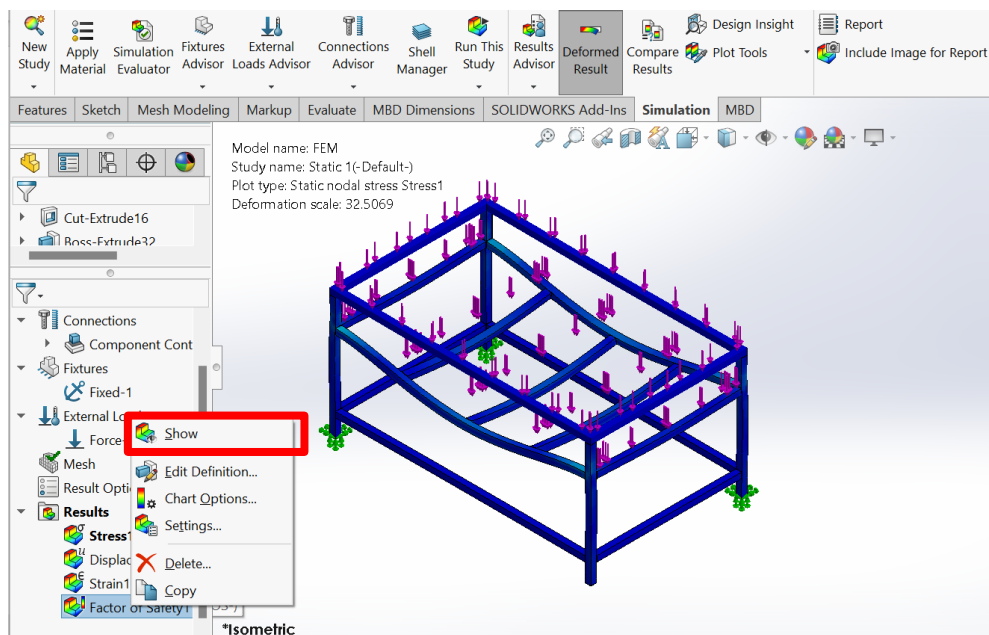 New Study
Apply Material
Simulation Evaluator
Fixtures Advisor
External Loads Advisor
Connections Advisor
Shell Manager
Run This Study
Results Advisor
Deformed Result
Compare Results
Design Insight
Plot Tools
Report
Include Image for Report
Features Sketch Mesh Modeling Markup Evaluate MBD Dimensions SOLIDWORKS Add-Ins Simulation MBD
Model name: FEM
Study name: Static 1(-Default-)
Plot type: Static nodal stress Stress1
Deformation scale: 32.5069
Cut-Extrude16
Boss-Extrude32
Connections
Component Cont
Fixtures
Fixed-1
External Lo
Force-
Mesh
Result Opti
Results
Stress1
Displac
Strain1
Factor of Safety1
Show
Edit Definition...
Chart Options...
Settings...
Delete...
Copy
*Isometric